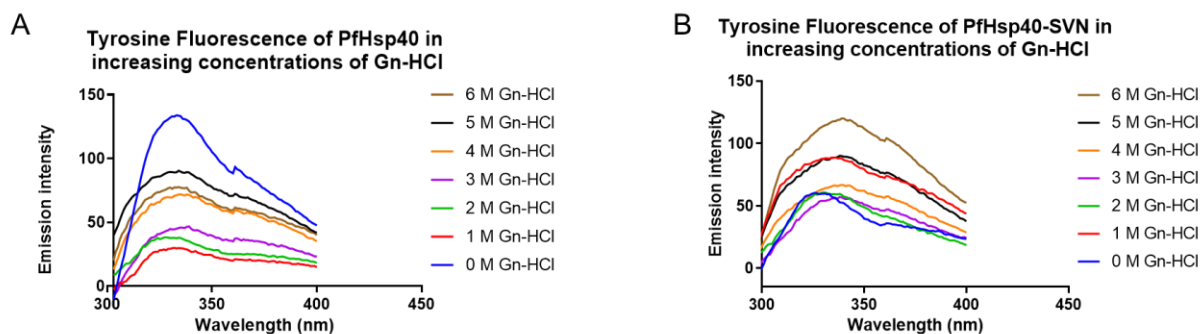 A
Tyrosine Fluorescence of PfHsp40 in
increasing concentrations of Gn-HCl
Emission intensity
150
100
50
0
300
350
400
450
Wavelength (nm)
6 M Gn-HCl
5 M Gn-HCl
4 M Gn-HCl
3 M Gn-HCl
2 M Gn-HCl
1 M Gn-HCl
0 M Gn-HCl
B
Tyrosine Fluorescence of PfHsp40-SVN in
increasing concentrations of Gn-HCl
Emission intensity
150
100
50
0
300
350
400
450
Wavelength (nm)
6 M Gn-HCl
5 M Gn-HCl
4 M Gn-HCl
3 M Gn-HCl
2 M Gn-HCl
1 M Gn-HCl
0 M Gn-HCl